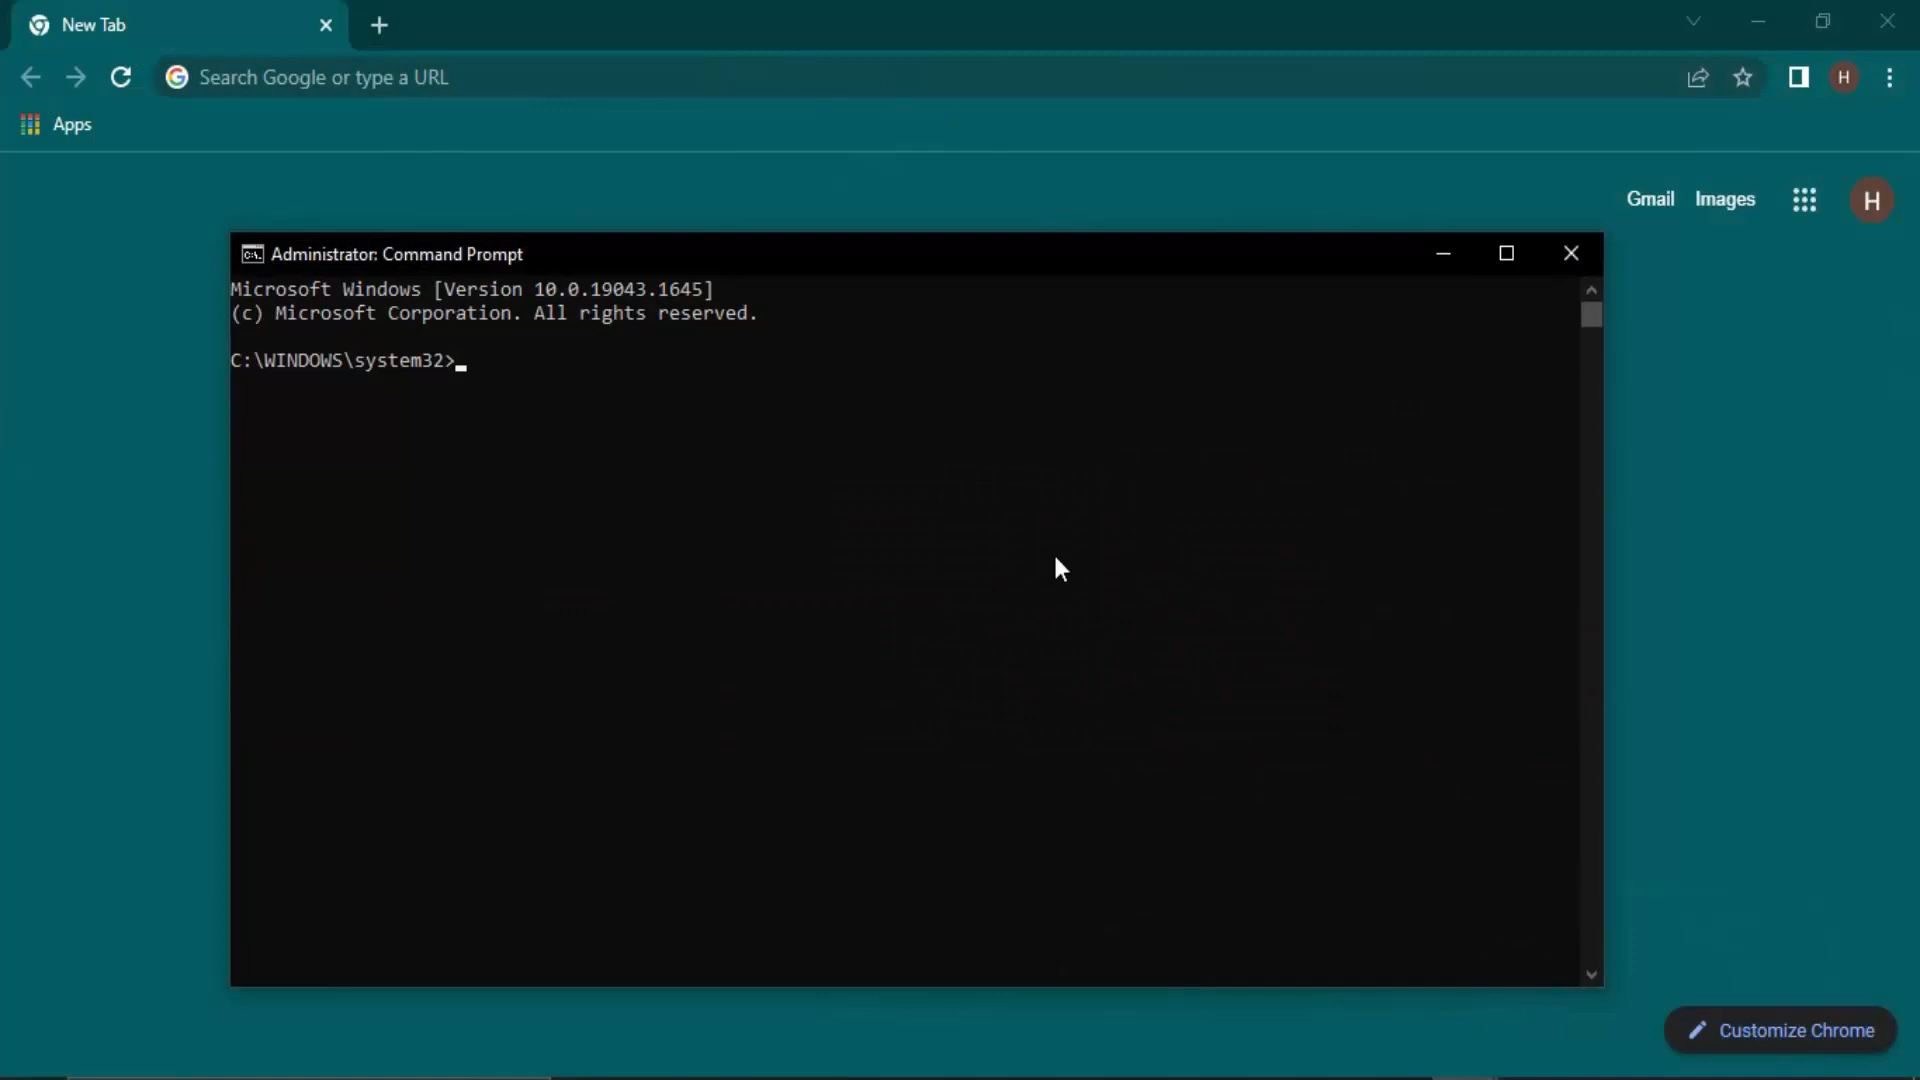 New Tab
Search Google or type a URL
H
Apps
Gmail Images
H
C:\.
Administrator: Command Prompt
Microsoft Windows [Version 10.0.19043.1645]
(c) Microsoft Corporation. All rights reserved.
C:\WINDOWS\system32>
Customize Chrome